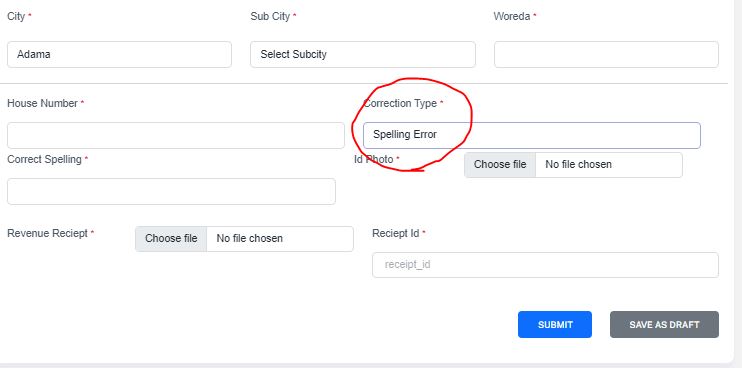 City * Sub City * Woreda *
Adama Select Subcity
House Number * Correction Type *
Spelling Error
Correct Spelling * Id Photo * Choose file No file chosen
Revenue Reciept * Choose file No file chosen Reciept Id *
receipt_id
SUBMIT SAVE AS DRAFT